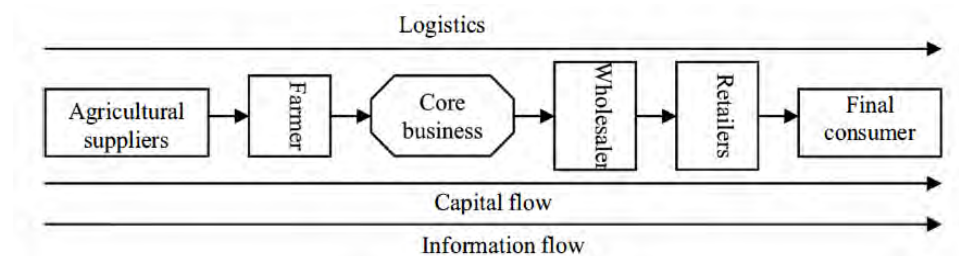 Logistics
Agricultural
suppliers
Farmer
Core
business
Wholesaler
Retailers
Final
consumer
Capital flow
Information flow